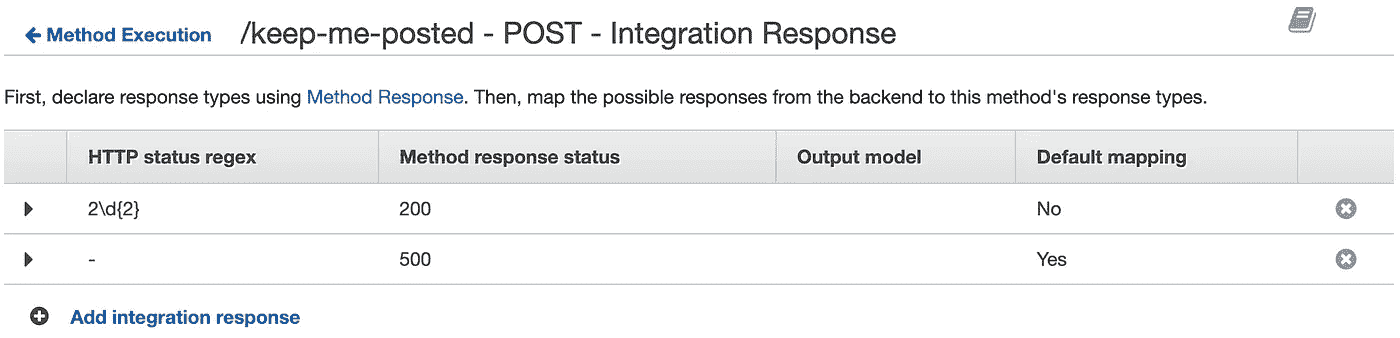 Method Execution /keep-me-posted - POST - Integration Response
First, declare response types using Method Response. Then, map the possible responses from the backend to this method's response types.
HTTP status regex Method response status Output model Default mapping
2\d{2} 200 No
- 500 Yes
Add integration response